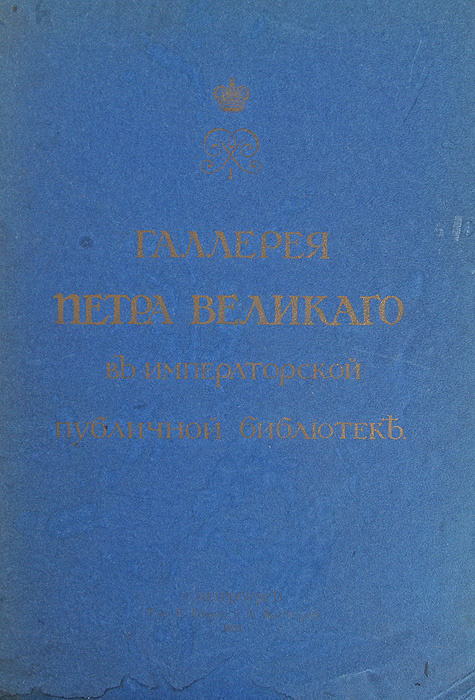 ГАЛЛЕРЕЯ
ПЕТРА ВЕЛИКАГО
ВЪ ИМПЕРАТОРСКОЙ
ПУБЛИЧНОЙ БИБЛІОТЕКѢ.